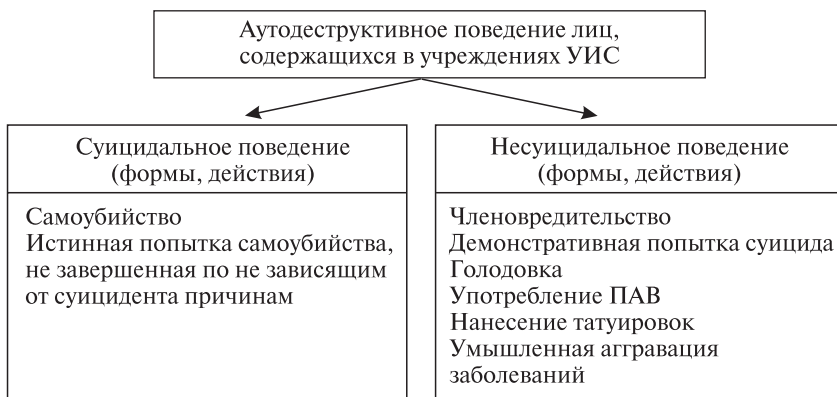 Аутодеструктивное поведение лиц,
содержащихся в учреждениях УИС
Суицидальное поведение
(формы, действия)
Самоубийство
Истинная попытка самоубийства,
не завершенная по не зависящим
от суицидента причинам
Несуицидальное поведение
(формы, действия)
Членовредительство
Демонстративная попытка суицида
Голодовка
Употребление ПАВ
Нанесение татуировок
Умышленная аггравация
заболеваний